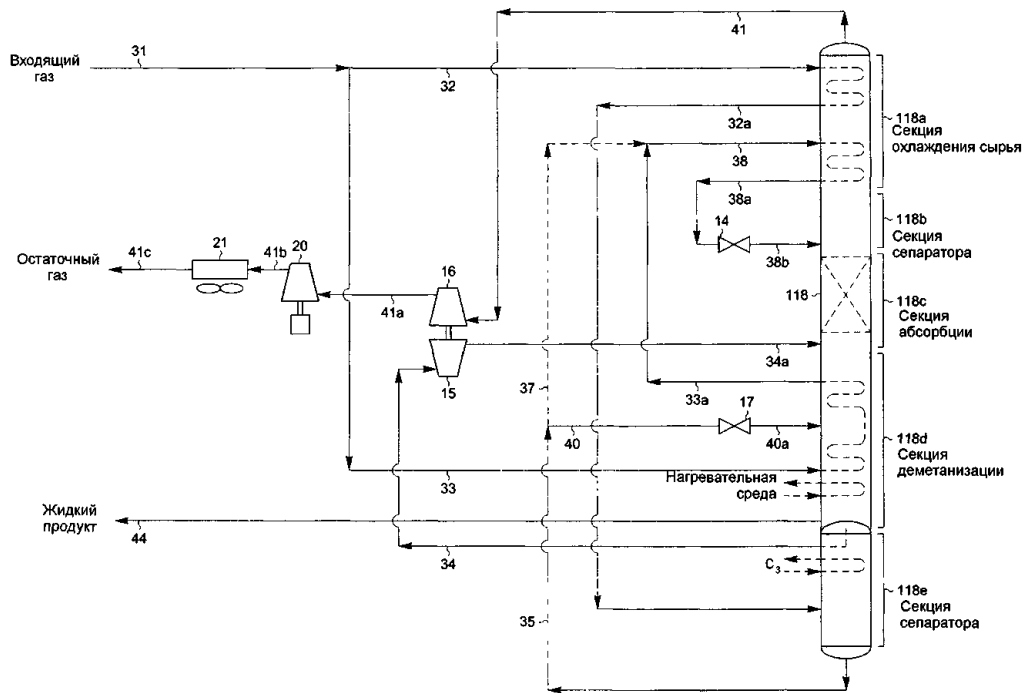 41
31
Входящий
газ
32
32a
118a
Секция
охлаждения сырья
38
38a
118b
Секция
сепаратора
14
38b
41c
21
41b
20
16
Остаточный
газ
41a
118
118c
Секция
абсорбции
34a
15
37
33a
17
40
40a
118d
Секция
деметанизации
33
Нагревательная
среда
Жидкий
продукт
44
34
C3
118e
Секция
сепаратора
35